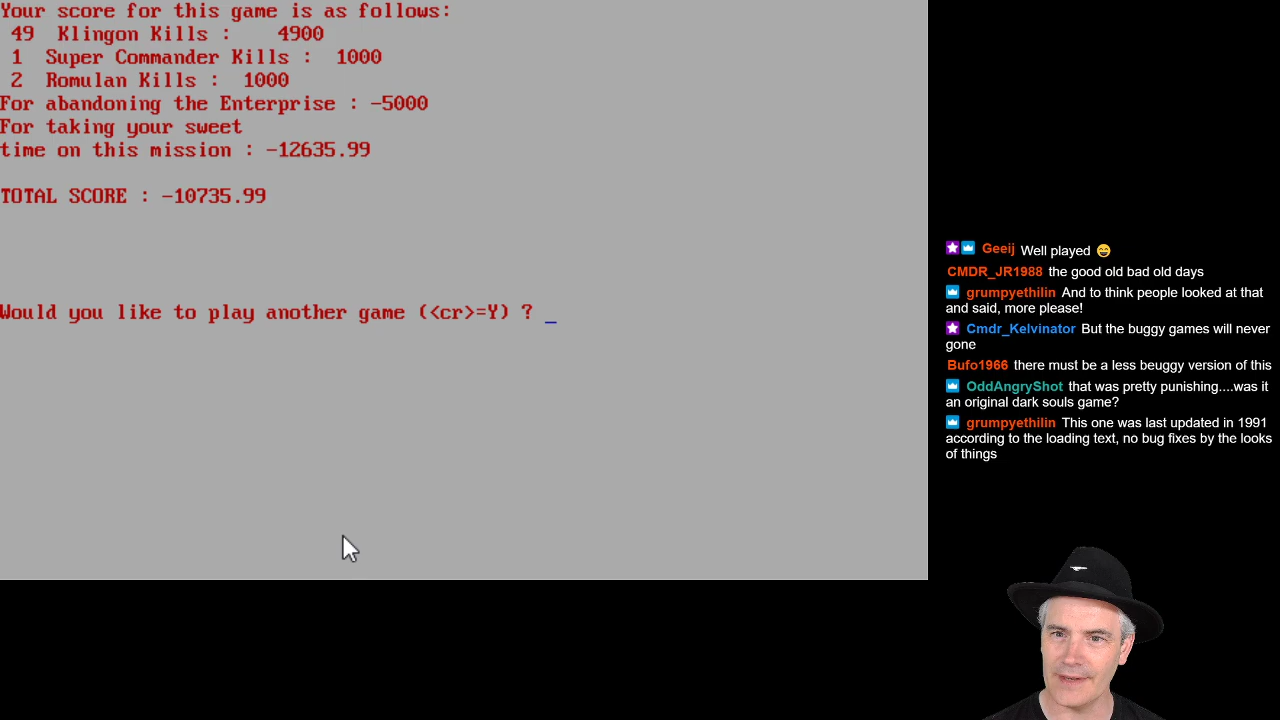 Your score for this game is as follows:
49 Klingon Kills : 4900
1 Super Commander Kills : 1000
2 Romulan Kills : 1000
For abandoning the Enterprise : -5000
For taking your sweet
time on this mission : -12635.99
TOTAL SCORE : -10735.99
Would you like to play another game (<cr>=Y) ? _
Geeij Well played 😄
CMDR_JR1988 the good old bad old days
grumpyethilin And to think people looked at that
and said, more please!
Cmdr_Kelvinator But the buggy games will never
gone
Bufo1966 there must be a less beuggy version of this
OddAngryShot that was pretty punishing....was it
an original dark souls game?
grumpyethilin This one was last updated in 1991
according to the loading text, no bug fixes by the looks
of things